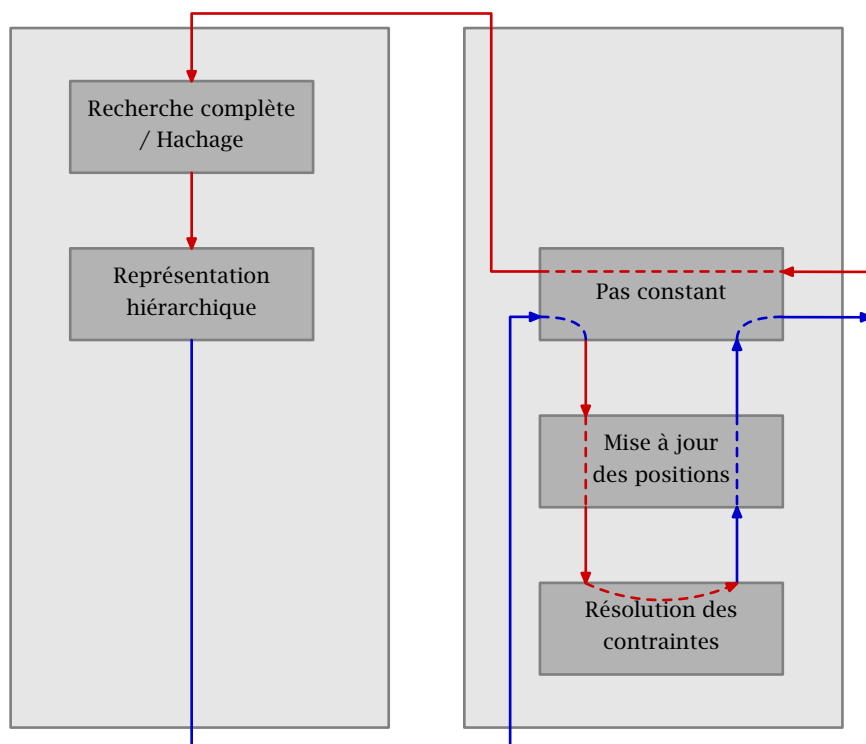 Recherche complète
/ Hachage
Représentation
hiérarchique
Pas constant
Mise à jour
des positions
Résolution des
contraintes